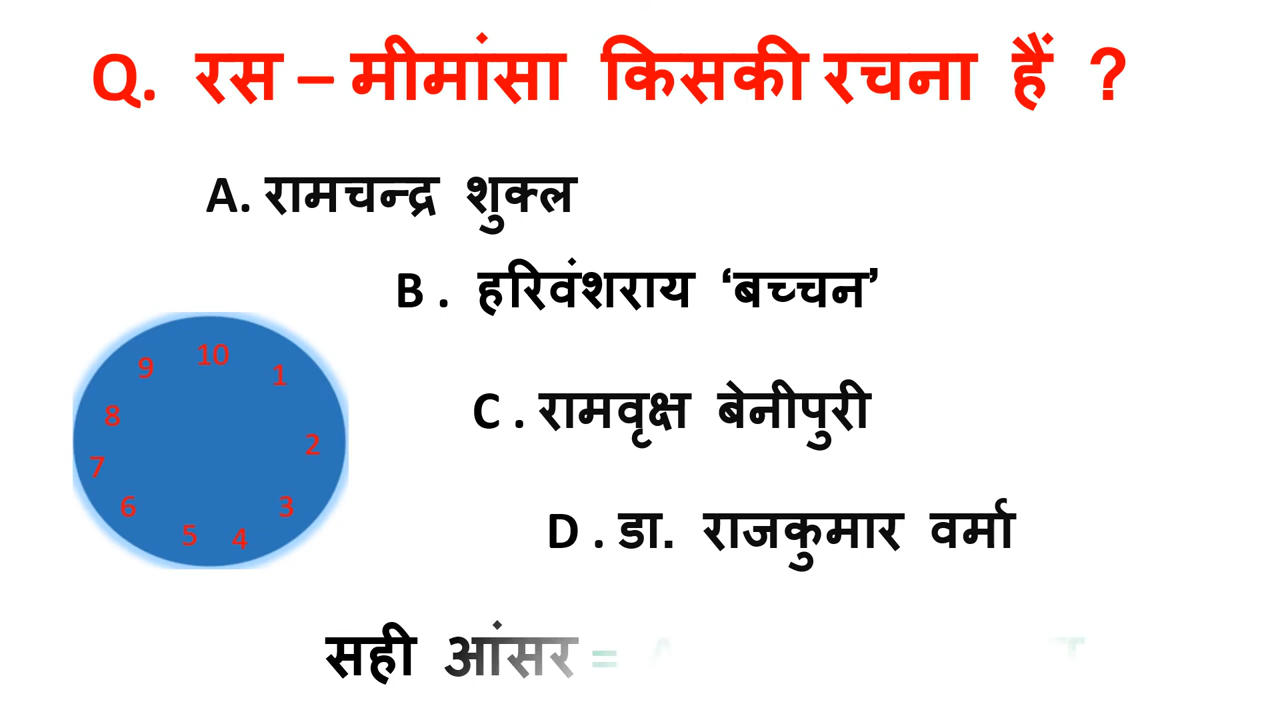 Q. रस – मीमांसा किसकी रचना हैं ?
A. रामचन्द्र शुक्ल
B . हरिवंशराय ‘बच्चन’
C . रामवृक्ष बेनीपुरी
D . डा. राजकुमार वर्मा
10
9
1
8
2
7
6
3
5
4
सही आंसर =